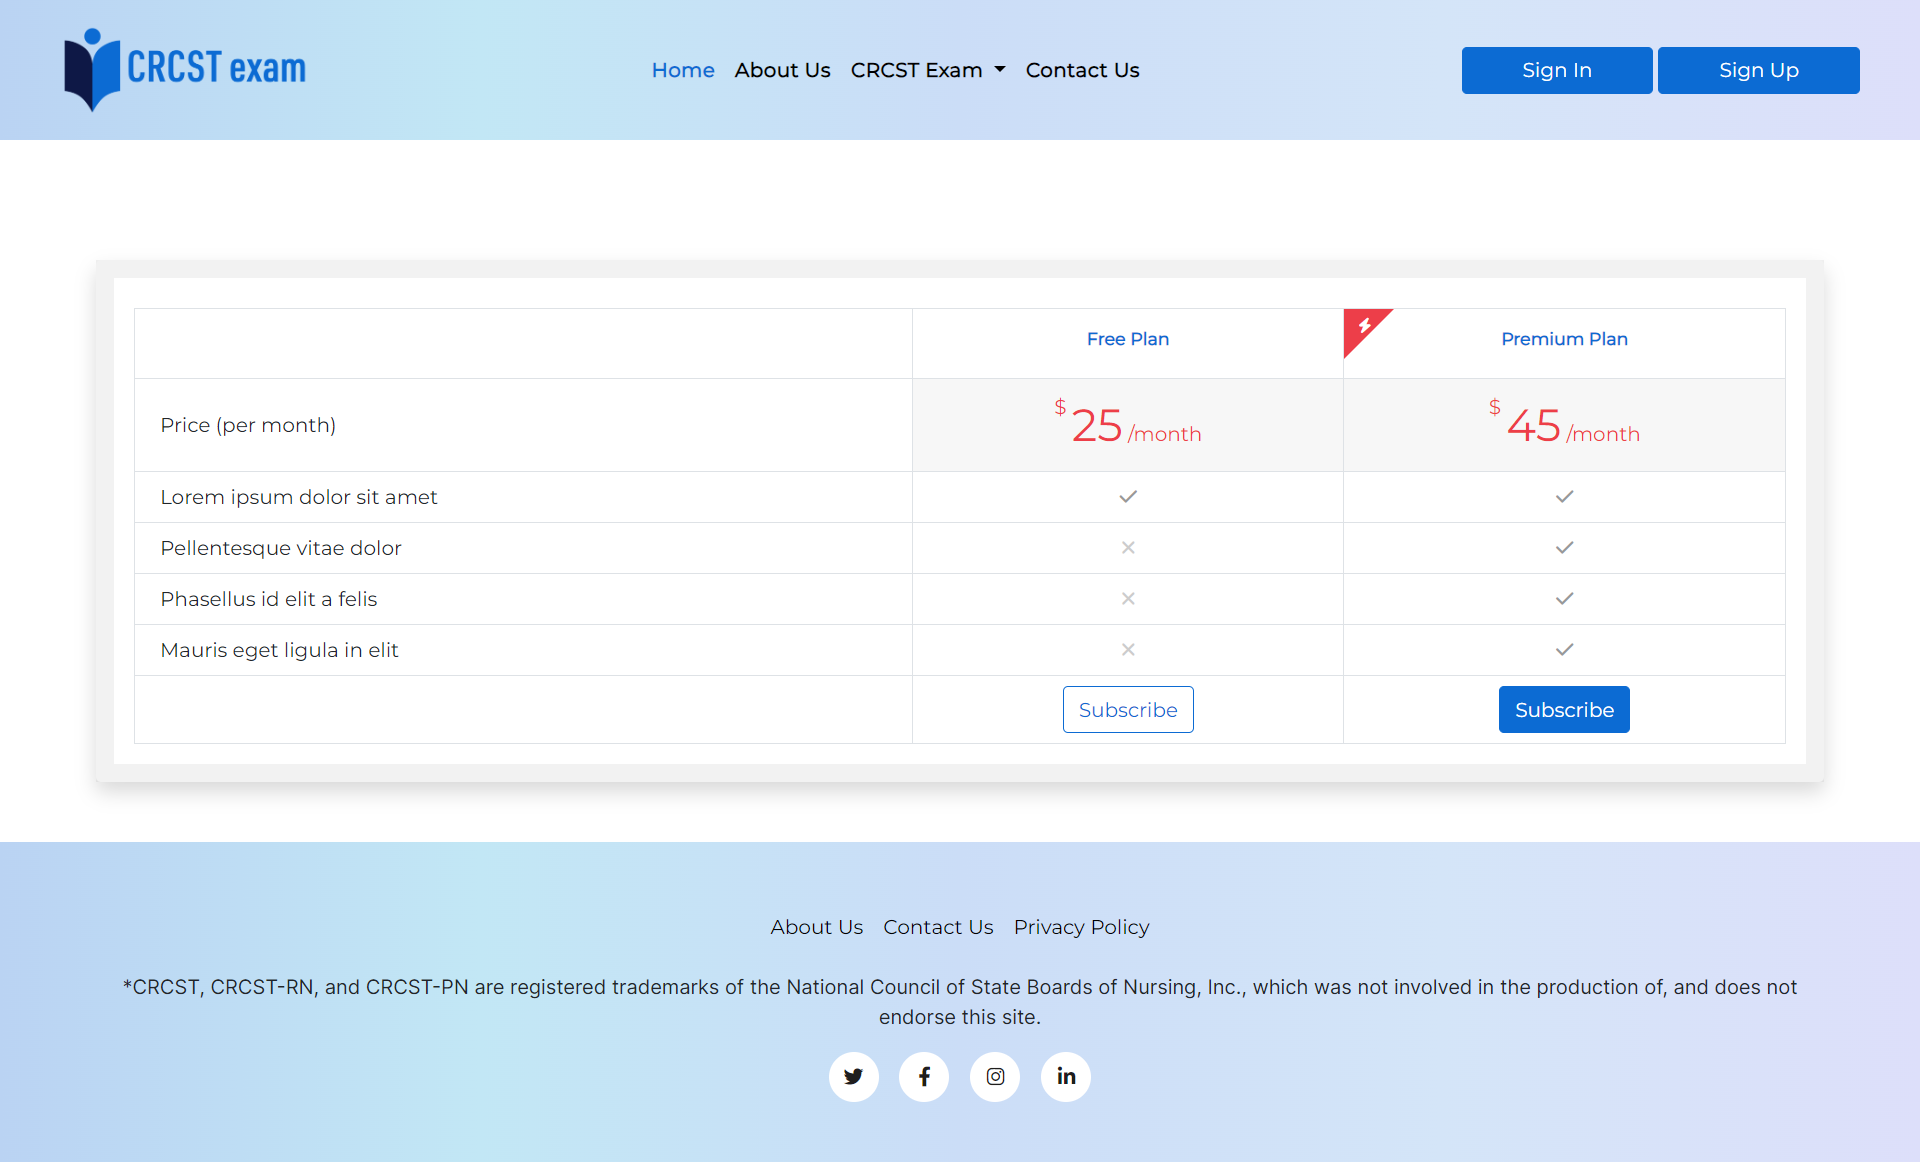 CRCST exam
Home About Us CRCST Exam Contact Us
Sign In Sign Up
Free Plan Premium Plan
Price (per month) $ 25 /month $ 45 /month
Lorem ipsum dolor sit amet
Pellentesque vitae dolor
Phasellus id elit a felis
Mauris eget ligula in elit
Subscribe Subscribe
About Us Contact Us Privacy Policy
*CRCST, CRCST-RN, and CRCST-PN are registered trademarks of the National Council of State Boards of Nursing, Inc., which was not involved in the production of, and does not
endorse this site.